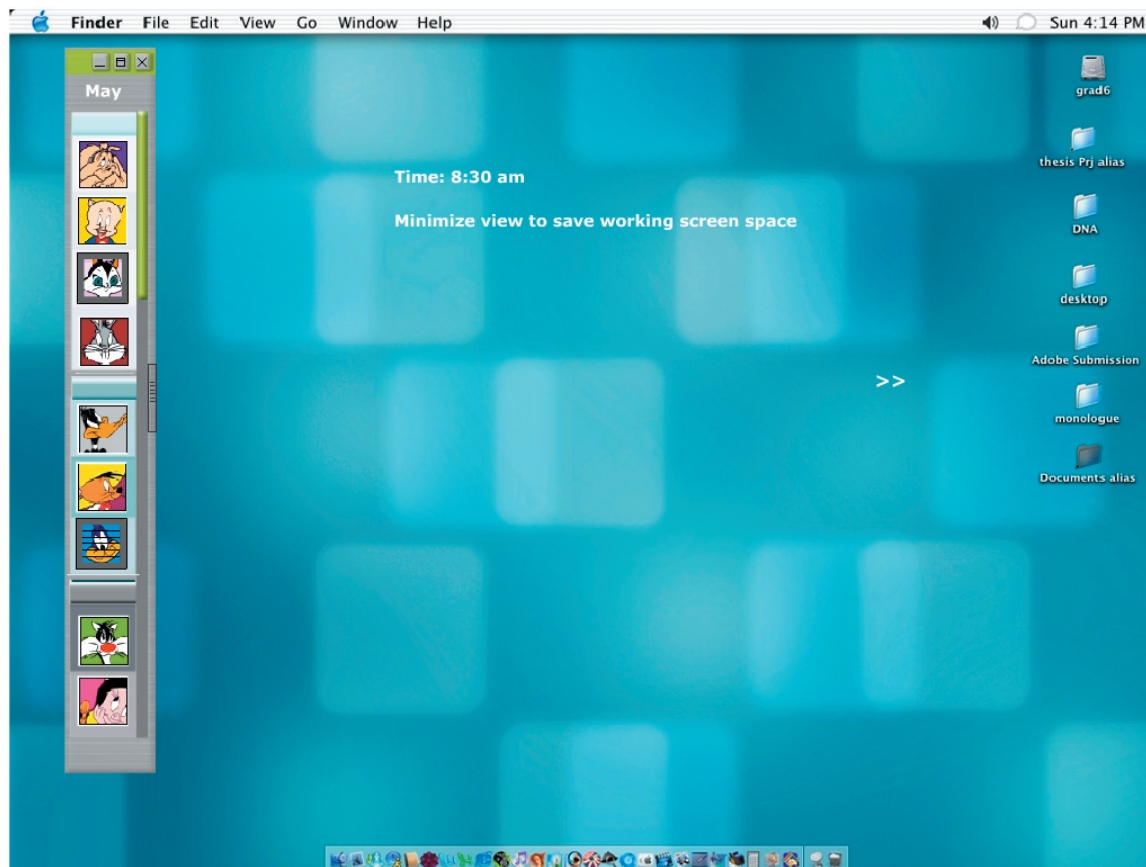 Finder File Edit View Go Window Help Sun 4:14 PM
May
Time: 8:30 am
Minimize view to save working screen space
>>
grad6
thesis Prj alias
DNA
desktop
Adobe Submission
monologue
Documents alias